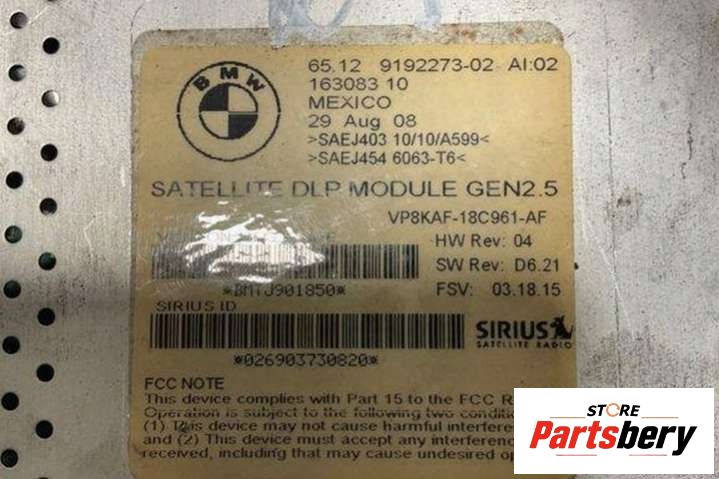 BMW
65.12 9192273-02 AI:02
163083 10
MEXICO
29 Aug 08
>SAEJ403 10/10/A599<
>SAEJ454 6063-T6<
SATELLITE DLP MODULE GEN2.5
VP8KAF-18C961-AF
HW Rev: 04
SW Rev: D6.21
*BMTJ901850*
FSV: 03.18.15
SIRIUS ID
SIRIUS
SATELLITE RADIO
*026903730820*
FCC NOTE
This device complies with Part 15 to the FCC R
Operation is subject to the following two conditi
(1) This device may not cause harmful interfere
and (2) This device must accept any interferenc
received, including that may cause undesired op
STORE
Partsbery